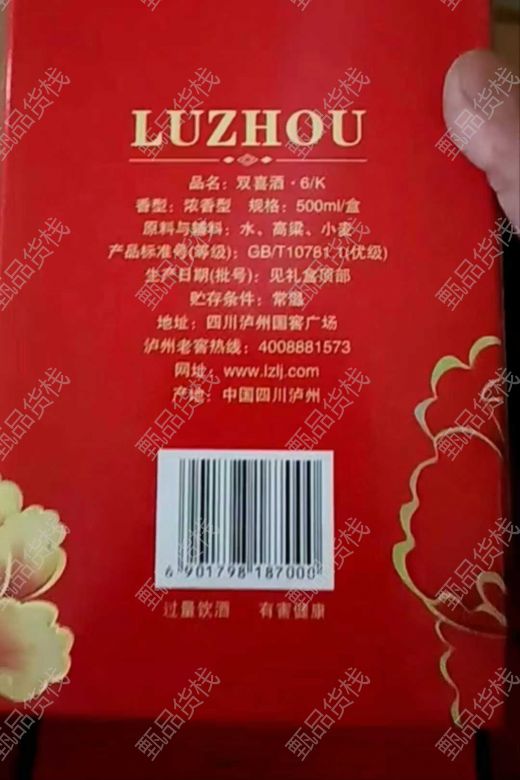 LUZHOU
品名：双喜酒·6/K
香型：浓香型 规格：500ml/盒
原料与辅料：水、高粱、小麦
产品标准号(等级)：GB/T10781.1(优级)
生产日期(批号)：见礼盒顶部
贮存条件：常温
地址：四川泸州国窖广场
泸州老窖热线：4008881573
网址：www.lzlj.com
产地：中国四川泸州
6 901798 187000
过量饮酒 有害健康
甄品货栈